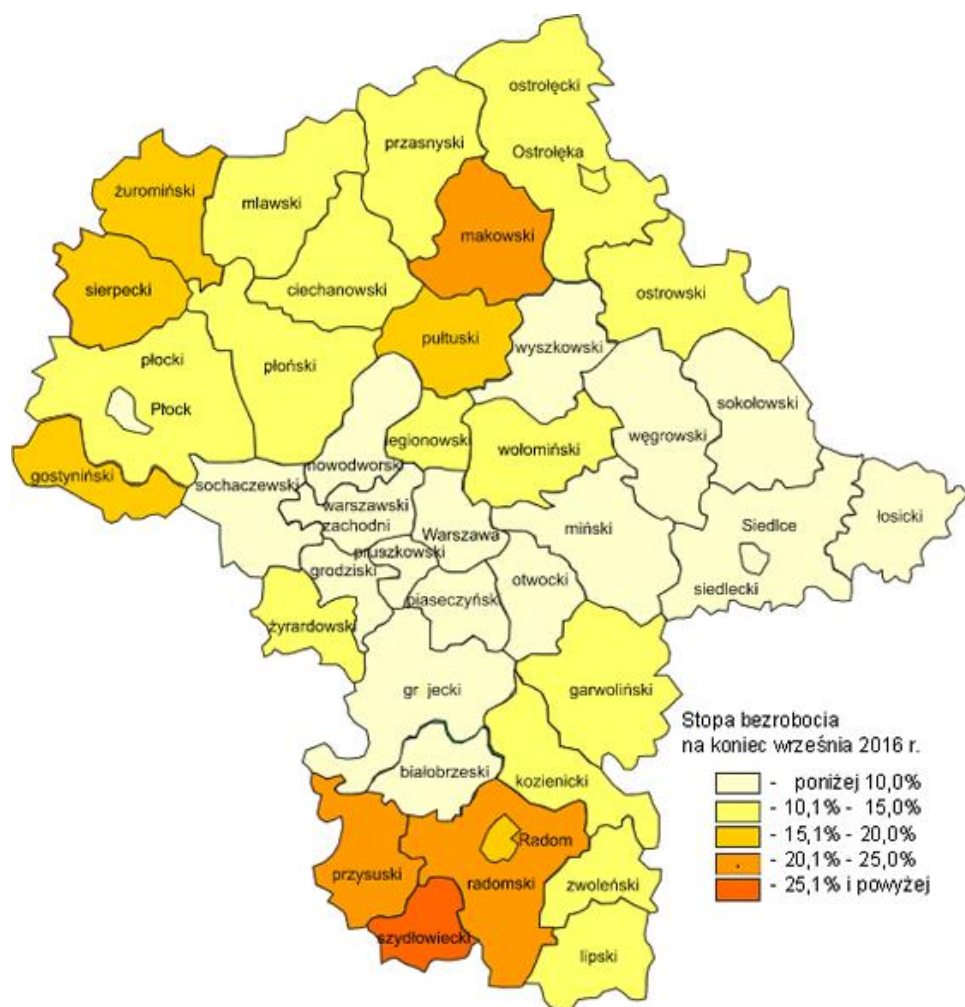 ostrołęcki
przasnyski
Ostrołęka
żuromiński
mlawski
makowski
sierpecki
ciechanowski
ostrowski
pułtuski
wyszkowski
płocki
płoński
Płock
sokołowski
węgrowski
legionowski
wołomiński
gostyniński
nowodworski
sochaczewski
warszawski
zachodni
Warszawa
miński
Siedlce
łosicki
pruszkowski
grodziski
otwocki
siedlecki
piaseczyński
żyrardowski
gr jecki
garwoliński
Stopa bezrobocia
na koniec września 2016 r.
białobrzeski
kozienicki
- poniżej 10,0%
- 10,1% - 15,0%
- 15,1% - 20,0%
- 20,1% - 25,0%
- 25,1% i powyżej
Radom
przysuski
radomski
zwoleński
szydłowiecki
lipski